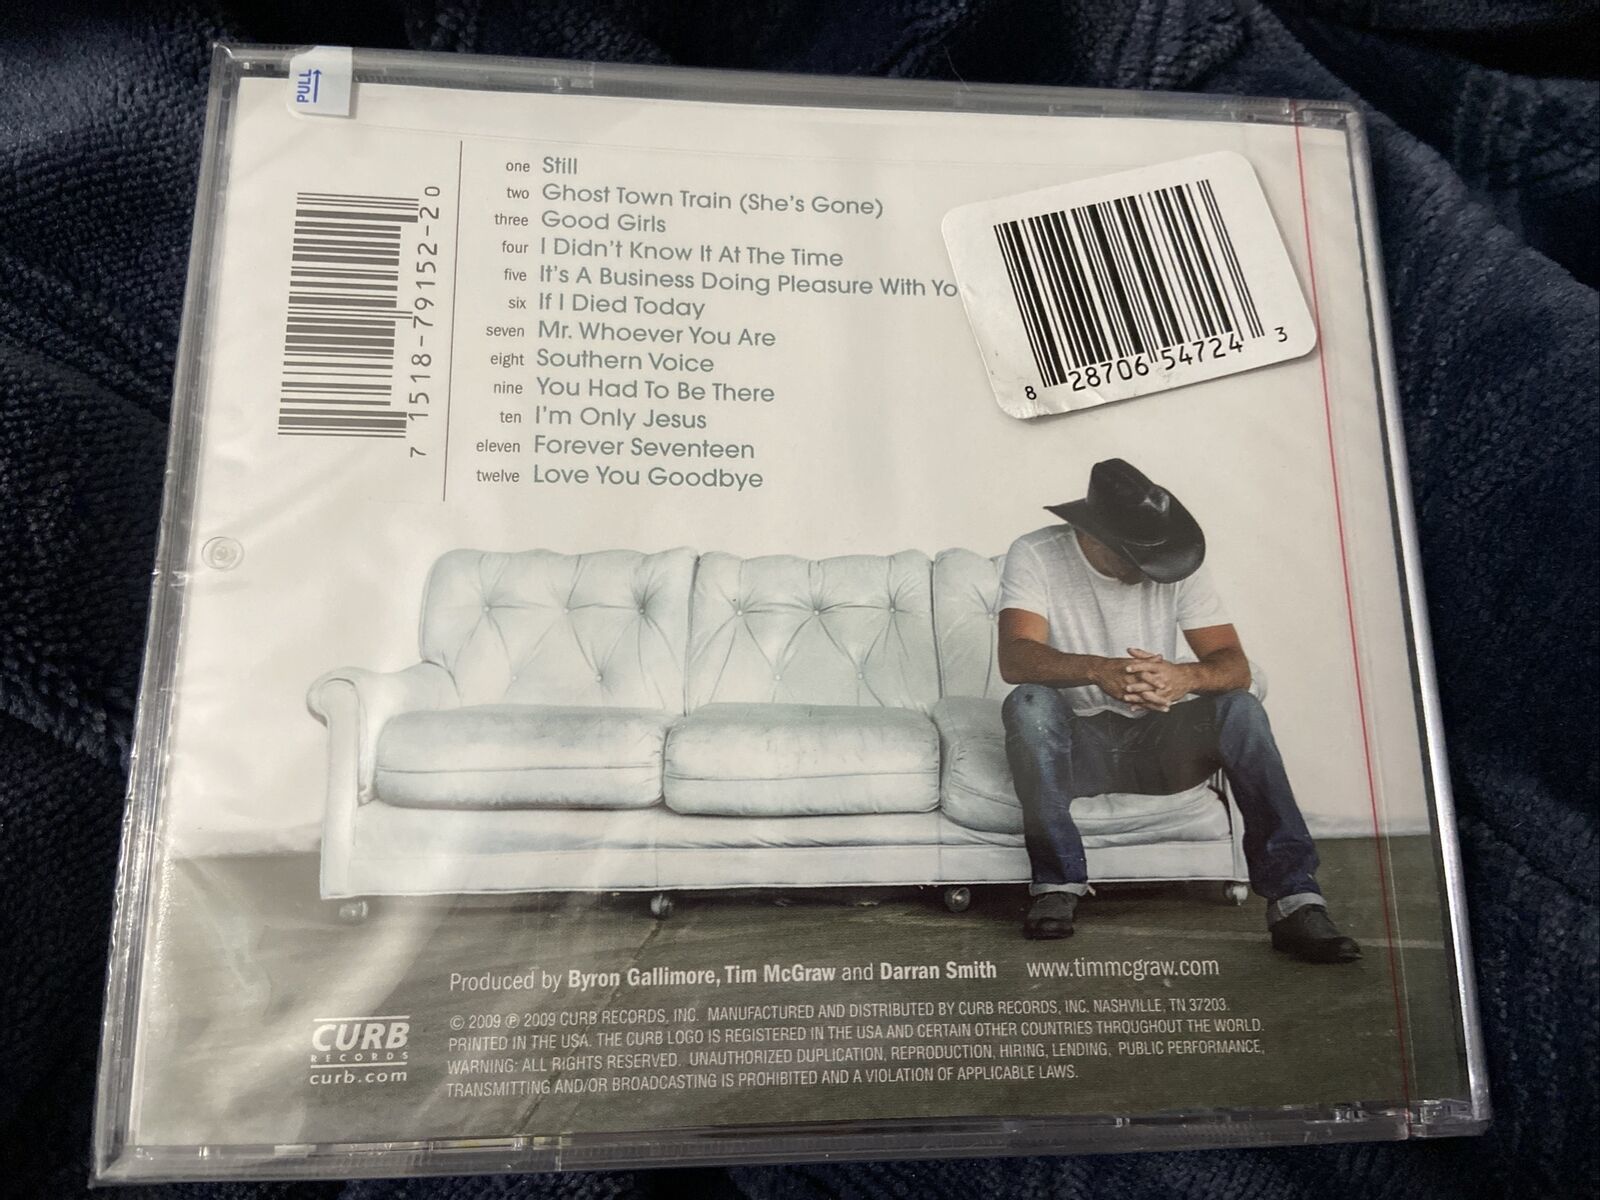 PULL
7 15187-79152-20
one Still
two Ghost Town Train (She's Gone)
three Good Girls
four I Didn't Know It At The Time
five It's A Business Doing Pleasure With Yo
six If I Died Today
seven Mr. Whoever You Are
eight Southern Voice
nine You Had To Be There
ten I'm Only Jesus
eleven Forever Seventeen
twelve Love You Goodbye
8 28706 54724 3
Produced by Byron Gallimore, Tim McGraw and Darran Smith www.timmcgraw.com
CURB
RECORDS
curb.com
© 2009 ℗ 2009 CURB RECORDS, INC. MANUFACTURED AND DISTRIBUTED BY CURB RECORDS, INC. NASHVILLE, TN 37203.
PRINTED IN THE USA. THE CURB LOGO IS REGISTERED IN THE USA AND CERTAIN OTHER COUNTRIES THROUGHOUT THE WORLD.
WARNING: ALL RIGHTS RESERVED. UNAUTHORIZED DUPLICATION, REPRODUCTION, HIRING, LENDING, PUBLIC PERFORMANCE,
TRANSMITTING AND/OR BROADCASTING IS PROHIBITED AND A VIOLATION OF APPLICABLE LAWS.